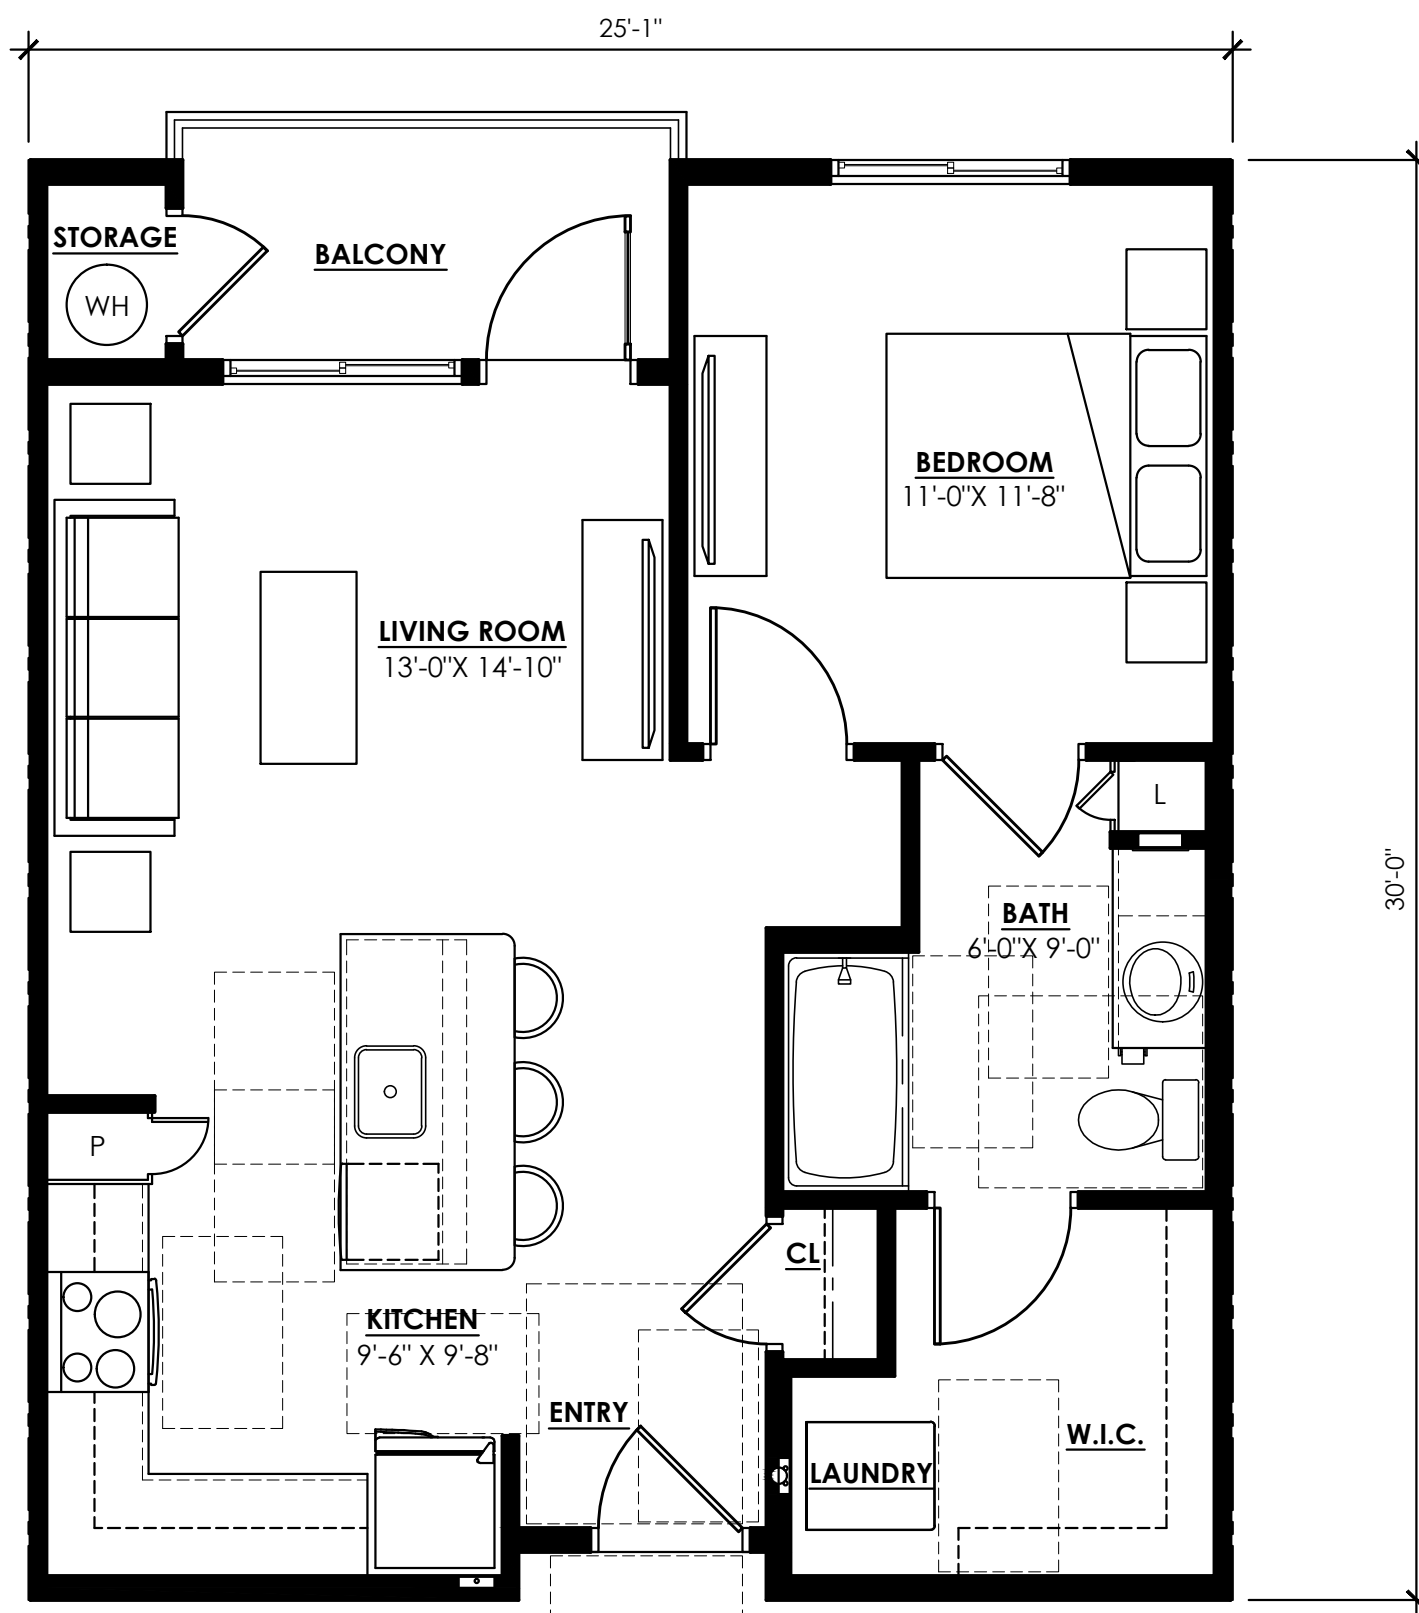 25'-1"
STORAGE
BALCONY
WH
BEDROOM
11'-0"X 11'-8"
LIVING ROOM
13'-0"X 14'-10"
L
30'-0"
BATH
6'-0"X 9'-0"
P
CL
KITCHEN
9'-6" X 9'-8"
ENTRY
W.I.C.
LAUNDRY